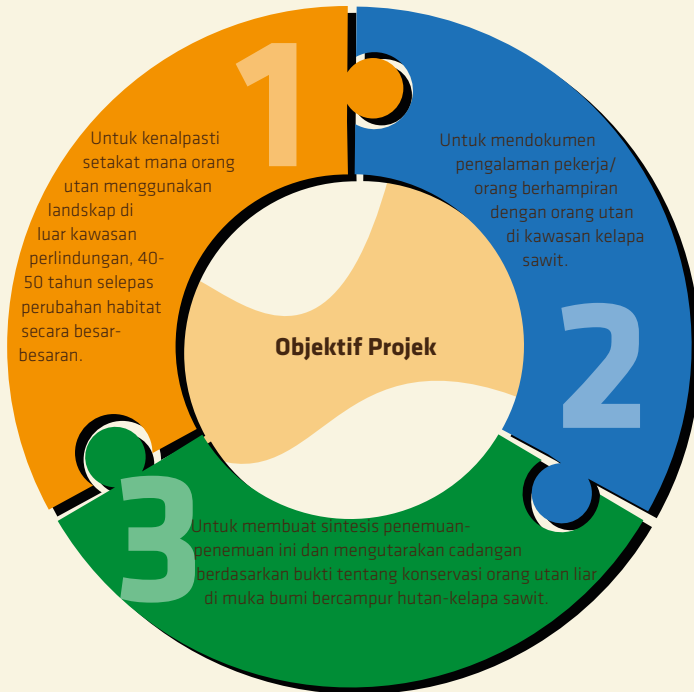 1
Untuk kenalpasti
setakat mana orang
utan menggunakan
landskap di
luar kawasan
perlindungan, 40-
50 tahun selepas
perubahan habitat
secara besar-
besaran.
Untuk mendokumen
pengalaman pekerja/
orang berhampiran
dengan orang utan
di kawasan kelapa
sawit.
2
Objektif Projek
3
Untuk membuat sintesis penemuan-
penemuan ini dan mengutarakan cadangan
berdasarkan bukti tentang konservasi orang utan liar
di muka bumi bercampur hutan-kelapa sawit.